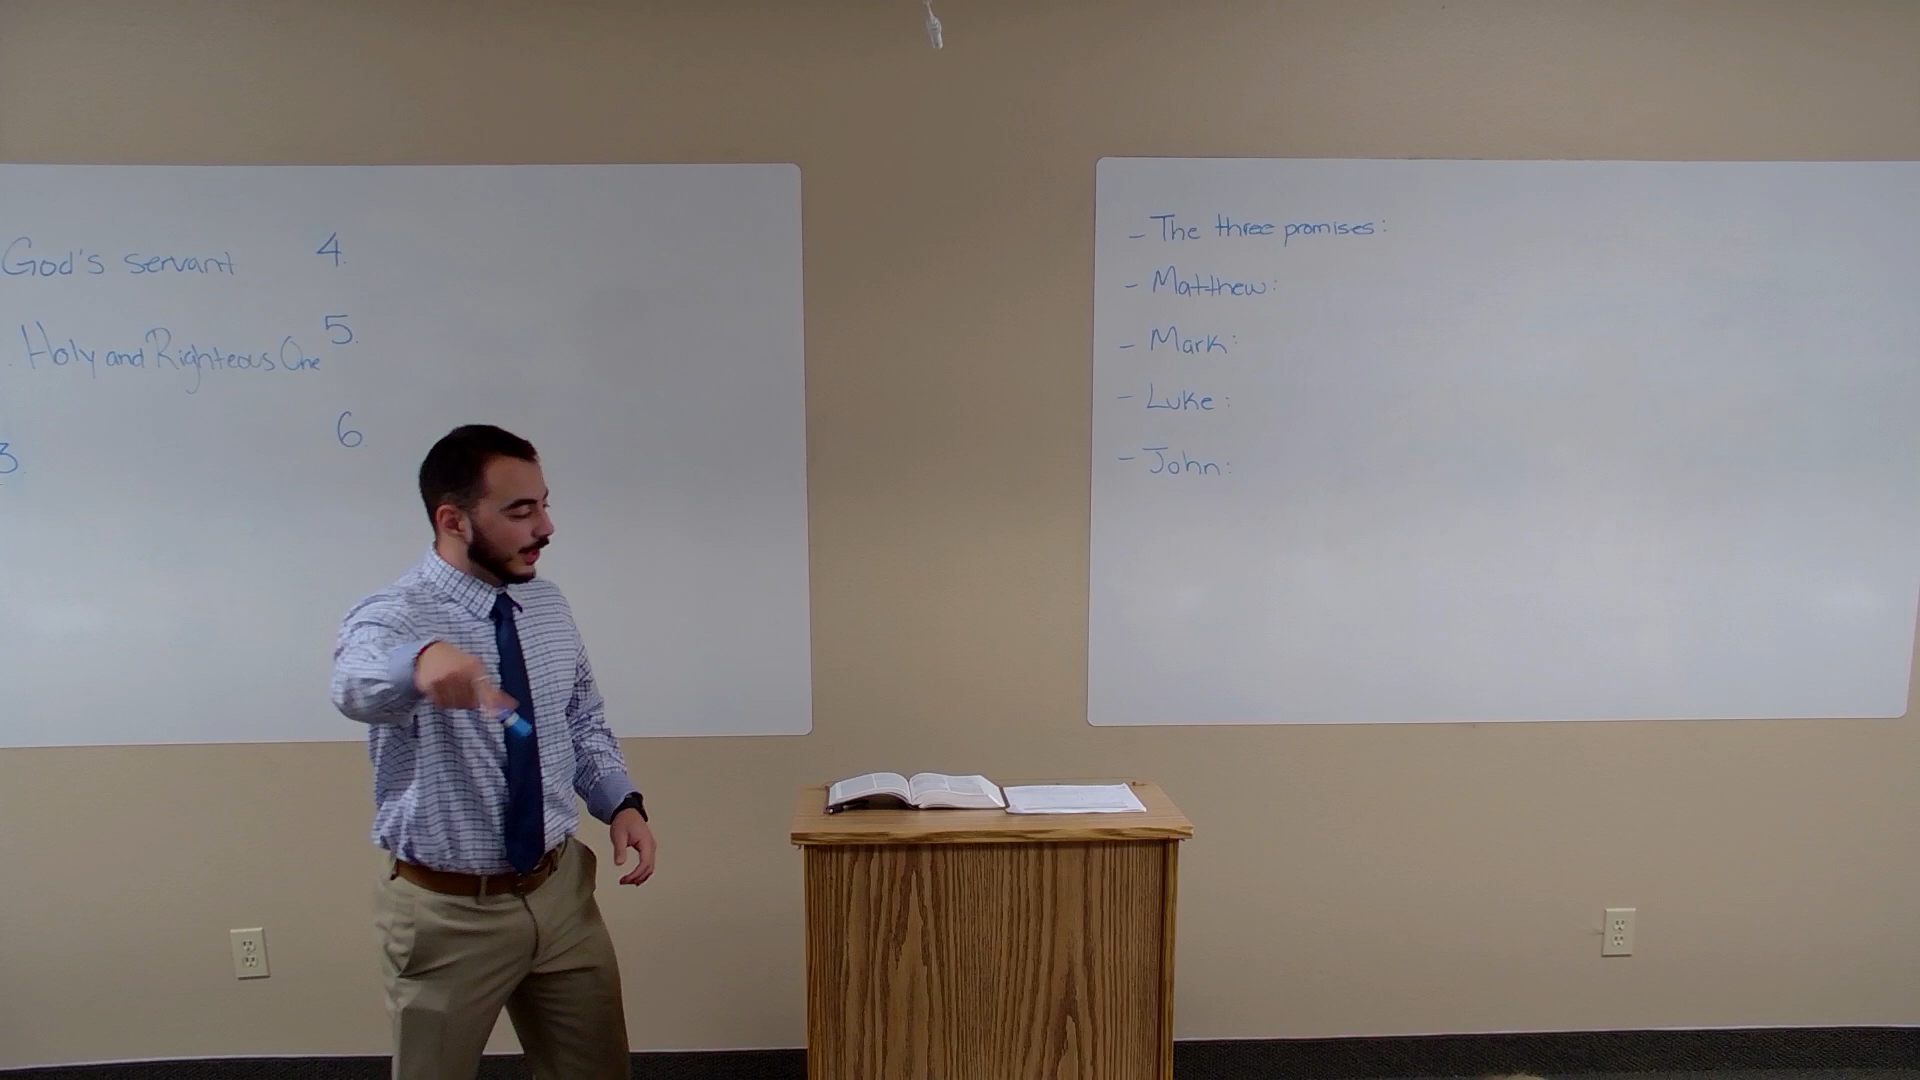 God's servant 4.
. Holy and Righteous One 5.
3. 6.
- The three promises:
- Matthew:
- Mark:
- Luke:
- John: